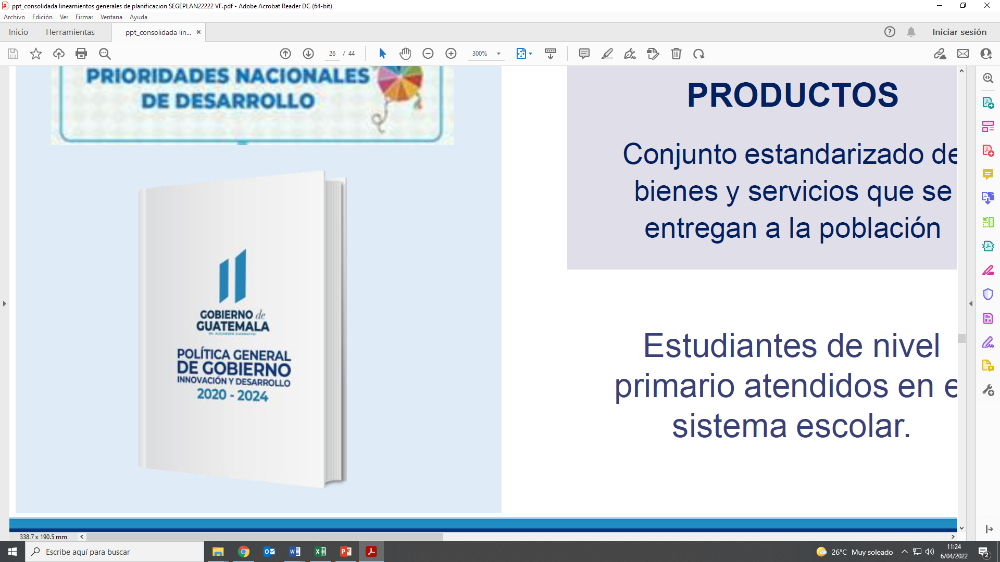 ppt_consolidada lineamientos generales de planificacion SEGEPLAN22222 VF.pdf - Adobe Acrobat Reader DC (64-bit)
Archivo Edición Ver Firmar Ventana Ayuda
Inicio Herramientas ppt_consolidada lin... Iniciar sesión
26 / 44 300%
PRIORIDADES NACIONALES
DE DESARROLLO
GOBIERNO de
GUATEMALA
DR. ALEJANDRO GIAMMATTEI
POLÍTICA GENERAL
DE GOBIERNO
INNOVACIÓN Y DESARROLLO
2020 - 2024
PRODUCTOS
Conjunto estandarizado de
bienes y servicios que se
entregan a la población
Estudiantes de nivel
primario atendidos en e
sistema escolar.
338.7 x 190.5 mm
Escribe aquí para buscar
26°C Muy soleado
11:24
6/04/2022
2